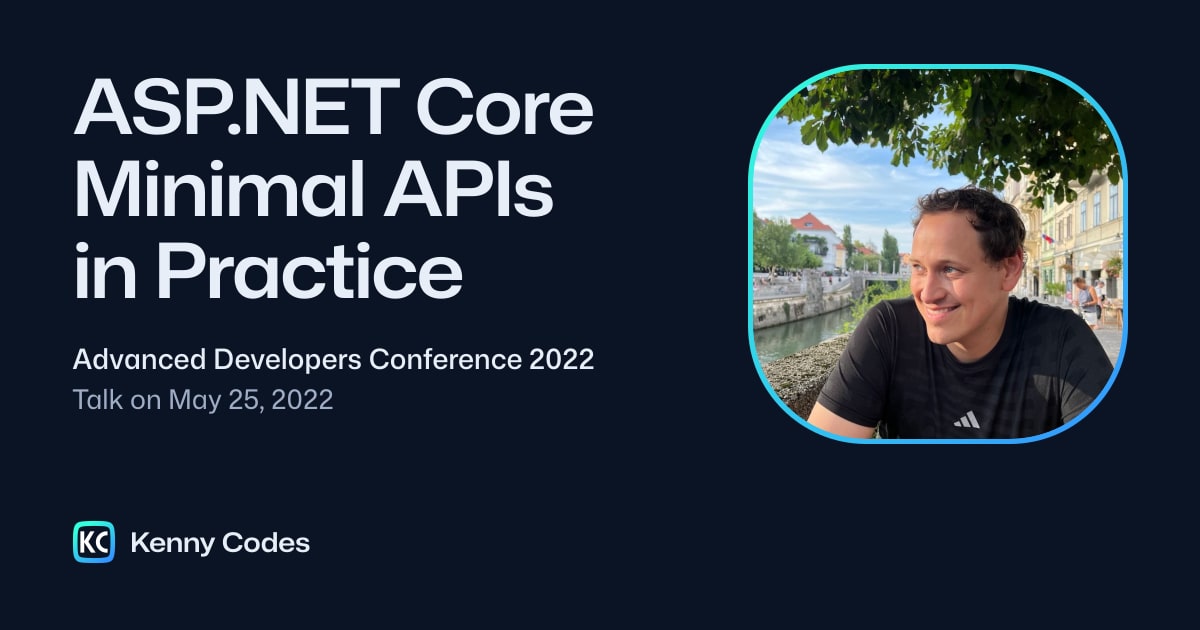 ASP.NET Core
Minimal APIs
in Practice
Advanced Developers Conference 2022
Talk on May 25, 2022
KC Kenny Codes